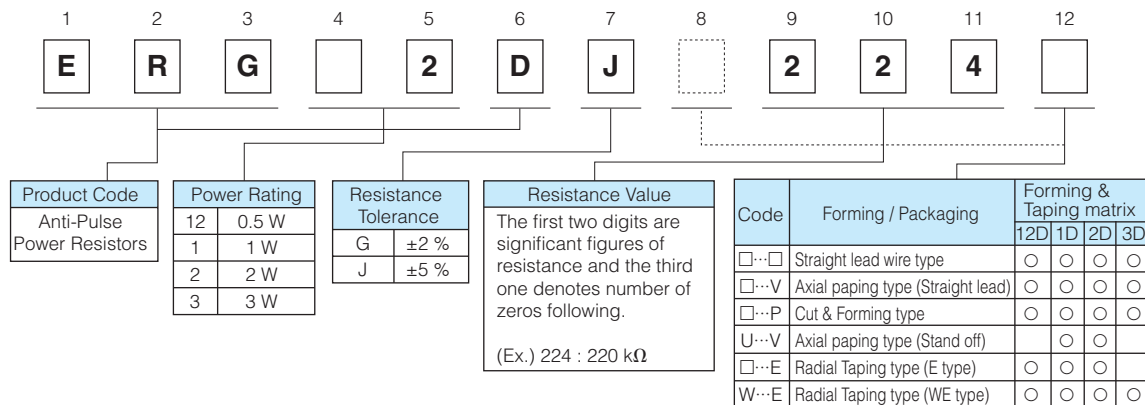 1 2 3 4 5 6 7 8 9 10 11 12
E R G 2 D J 2 2 4
Product Code
Anti-Pulse
Power Resistors
Power Rating
12 0.5 W
1 1 W
2 2 W
3 3 W
Resistance
Tolerance
G ±2 %
J ±5 %
Resistance Value
The first two digits are
significant figures of
resistance and the third
one denotes number of
zeros following.
(Ex.) 224 : 220 kΩ
Code Forming / Packaging Forming &
Taping matrix
12D 1D 2D 3D
□···□ Straight lead wire type ○ ○ ○ ○
□···V Axial paping type (Straight lead) ○ ○ ○ ○
□···P Cut & Forming type ○ ○ ○ ○
U···V Axial paping type (Stand off) ○ ○
□···E Radial Taping type (E type) ○ ○ ○
W···E Radial Taping type (WE type) ○ ○ ○ ○